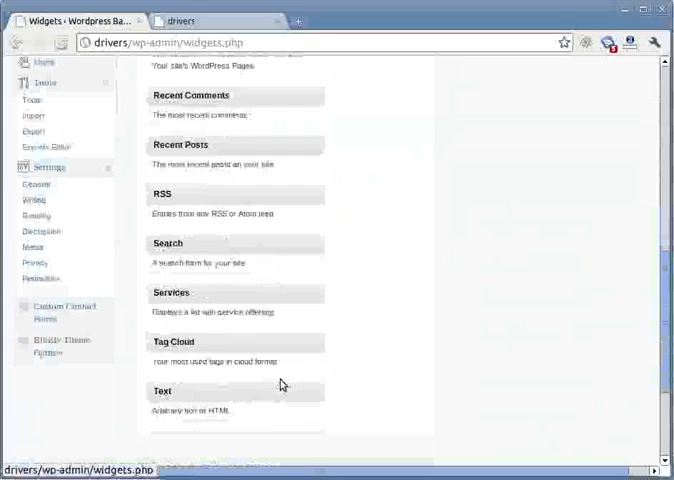 Widgets ‹ Wordpress Ba...
drivers
drivers/wp-admin/widgets.php
Your site's WordPress Pages
Users
Tools
Recent Comments
The most recent comments
Tools
Import
Export
Recent Posts
The most recent posts on your site
Settings
General
Writing
Reading
Discussion
Media
Privacy
Permalinks
RSS
Entries from any RSS or Atom feed
Search
A search form for your site
Services
Displays a list with service offerings
Custom Contact
Forms
Tag Cloud
Your most used tags in cloud format
Text
Arbitrary text or HTML
drivers/wp-admin/widgets.php